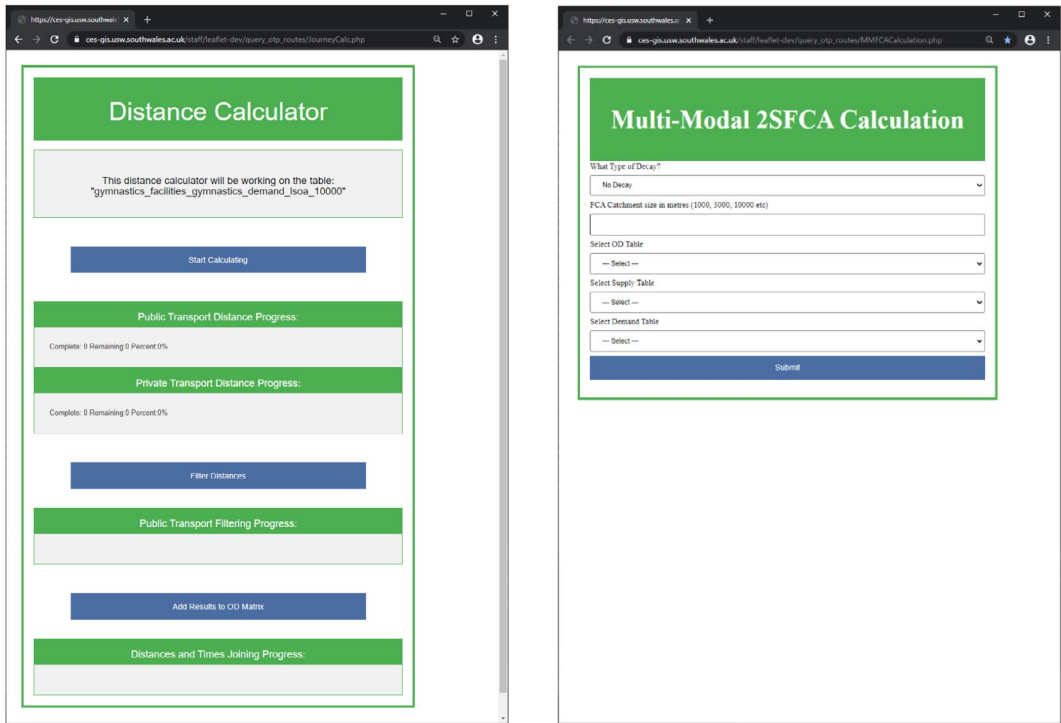 https://ces-gis.usw.southwale
ces-gis.usw.southwales.ac.uk/staff/leaflet-dev/query_otp_routes/JourneyCalc.php
Distance Calculator
This distance calculator will be working on the table:
"gymnastics_facilities_gymnastics_demand_lsoa_10000"
Start Calculating
Public Transport Distance Progress:
Complete: 0 Remaining:0 Percent:0%
Private Transport Distance Progress:
Complete: 0 Remaining:0 Percent:0%
Filter Distances
Public Transport Filtering Progress:
Add Results to OD Matrix
Distances and Times Joining Progress:
https://ces-gis.usw.southwales.ac
ces-gis.usw.southwales.ac.uk/staff/leaflet-dev/query_otp_routes/MMFCACalculation.php
Multi-Modal 2SFCA Calculation
What Type of Decay?
No Decay
FCA Catchment size in metres (1000, 5000, 10000 etc)
Select OD Table
--- Select ---
Select Supply Table
--- Select ---
Select Demand Table
--- Select ---
Submit